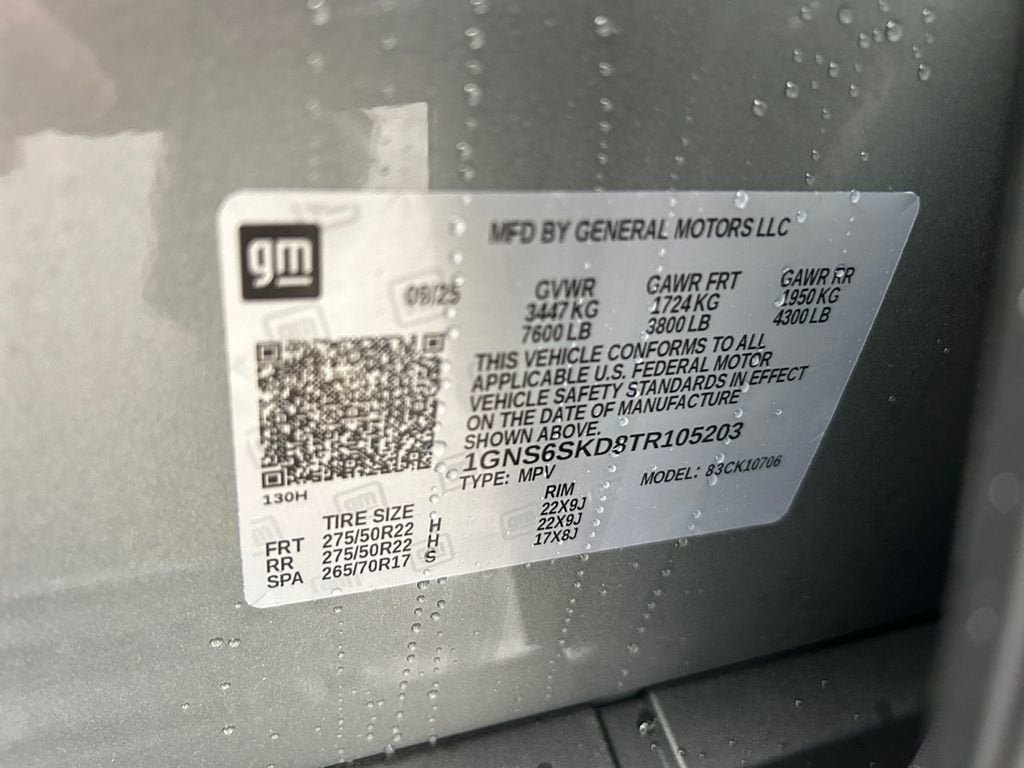 gm
MFD BY GENERAL MOTORS LLC
08/25
GVWR GAWR FRT GAWR RR
3447 KG 1724 KG 1950 KG
7600 LB 3800 LB 4300 LB
THIS VEHICLE CONFORMS TO ALL
APPLICABLE U.S. FEDERAL MOTOR
VEHICLE SAFETY STANDARDS IN EFFECT
ON THE DATE OF MANUFACTURE
SHOWN ABOVE.
1GNS6SKD8TR105203
TYPE: MPV MODEL: 83CK10706
130H
TIRE SIZE RIM
FRT 275/50R22 H 22X9J
RR 275/50R22 H 22X9J
SPA 265/70R17 S 17X8J